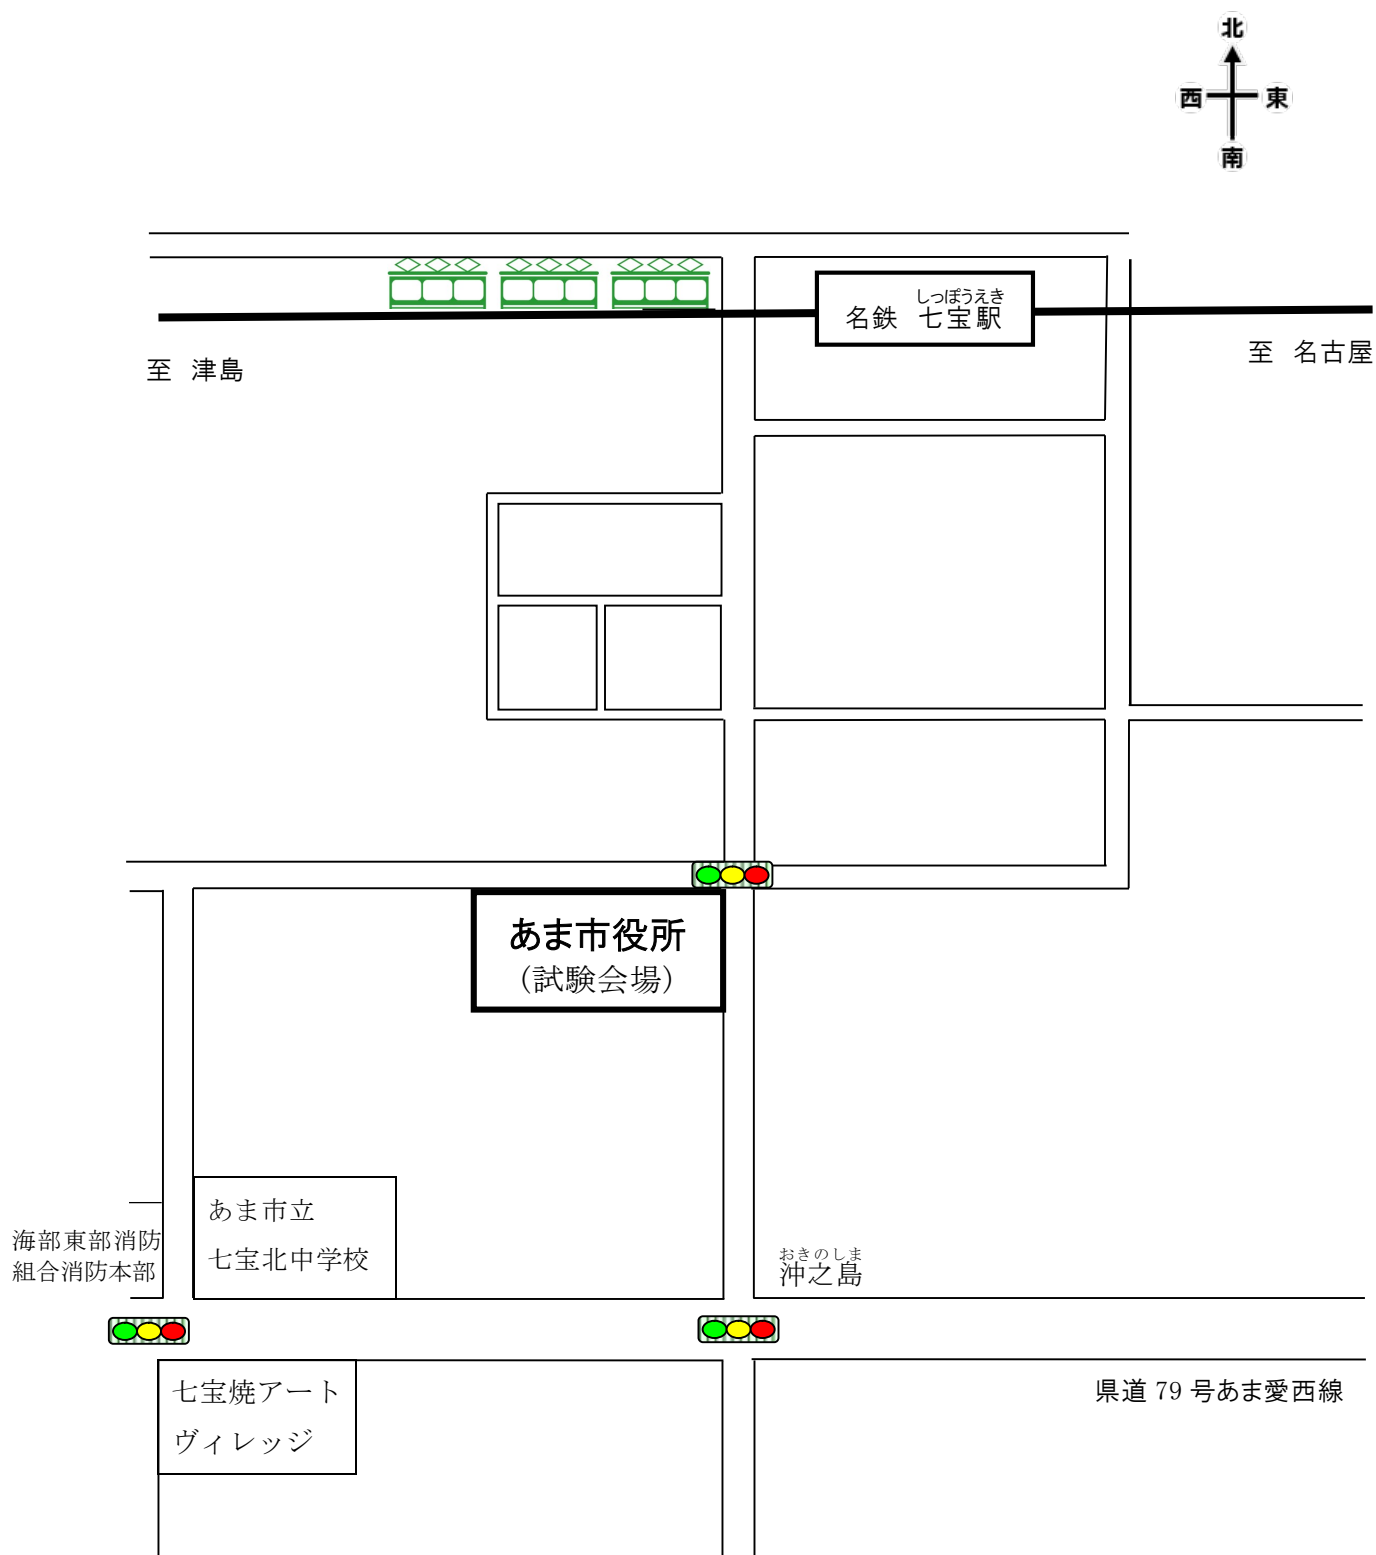 北
西
東
南
しっぽうえき
名鉄 七宝駅
至 名古屋
至 津島
あま市役所
（試験会場）
あま市立
七宝北中学校
海部東部消防
組合消防本部
おきのしま
沖之島
七宝焼アート
ヴィレッジ
県道 79 号あま愛西線